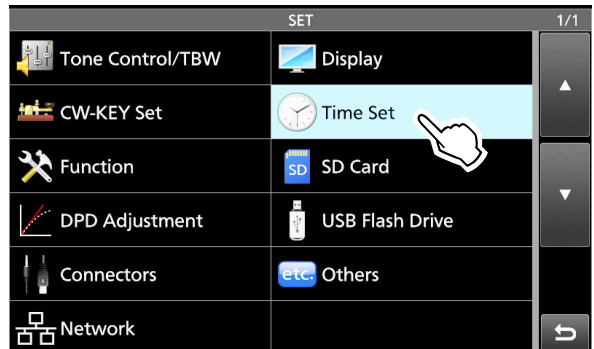 SET 1/1
Tone Control/TBW Display
CW-KEY Set Time Set
Function SD SD Card
DPD Adjustment USB Flash Drive
Connectors etc. Others
Network